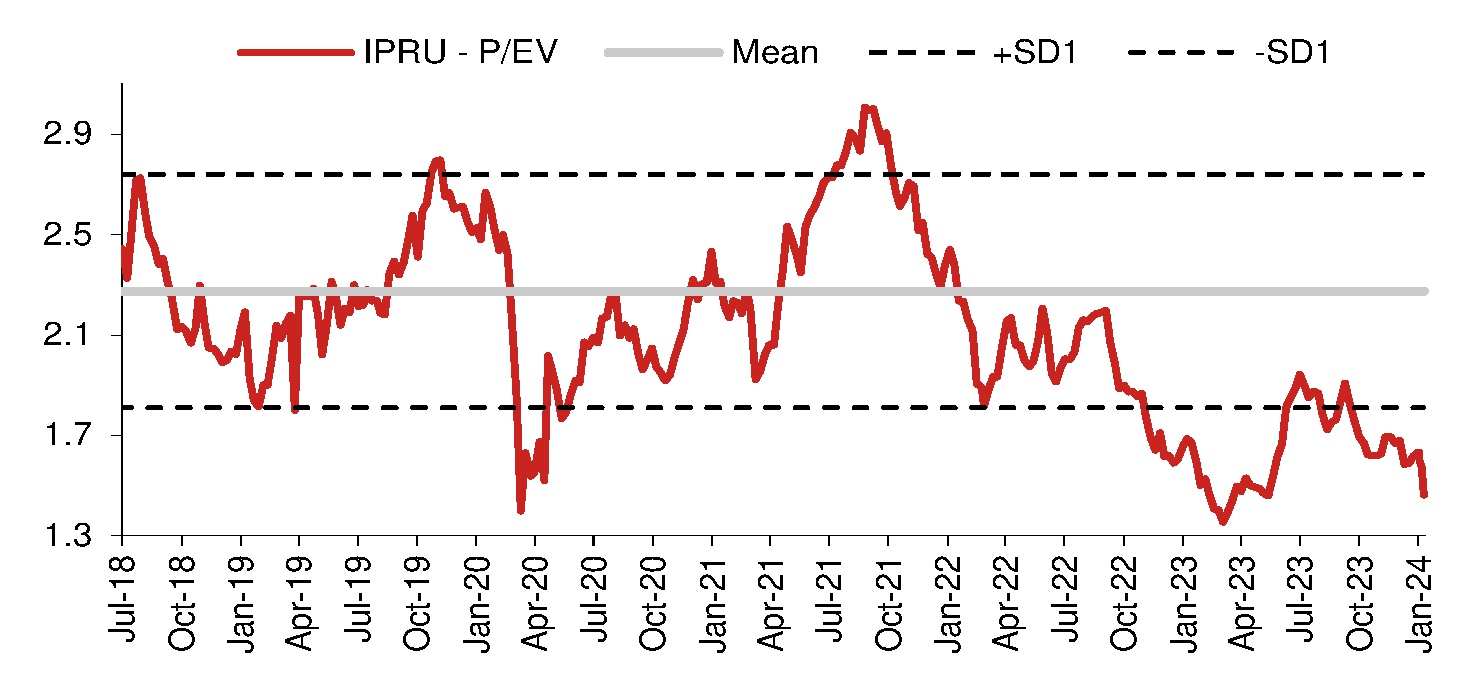 IPRU - P/EV Mean +SD1 -SD1
2.9
2.5
2.1
1.7
1.3
Jul-18
Oct-18
Jan-19
Apr-19
Jul-19
Oct-19
Jan-20
Apr-20
Jul-20
Oct-20
Jan-21
Apr-21
Jul-21
Oct-21
Jan-22
Apr-22
Jul-22
Oct-22
Jan-23
Apr-23
Jul-23
Oct-23
Jan-24